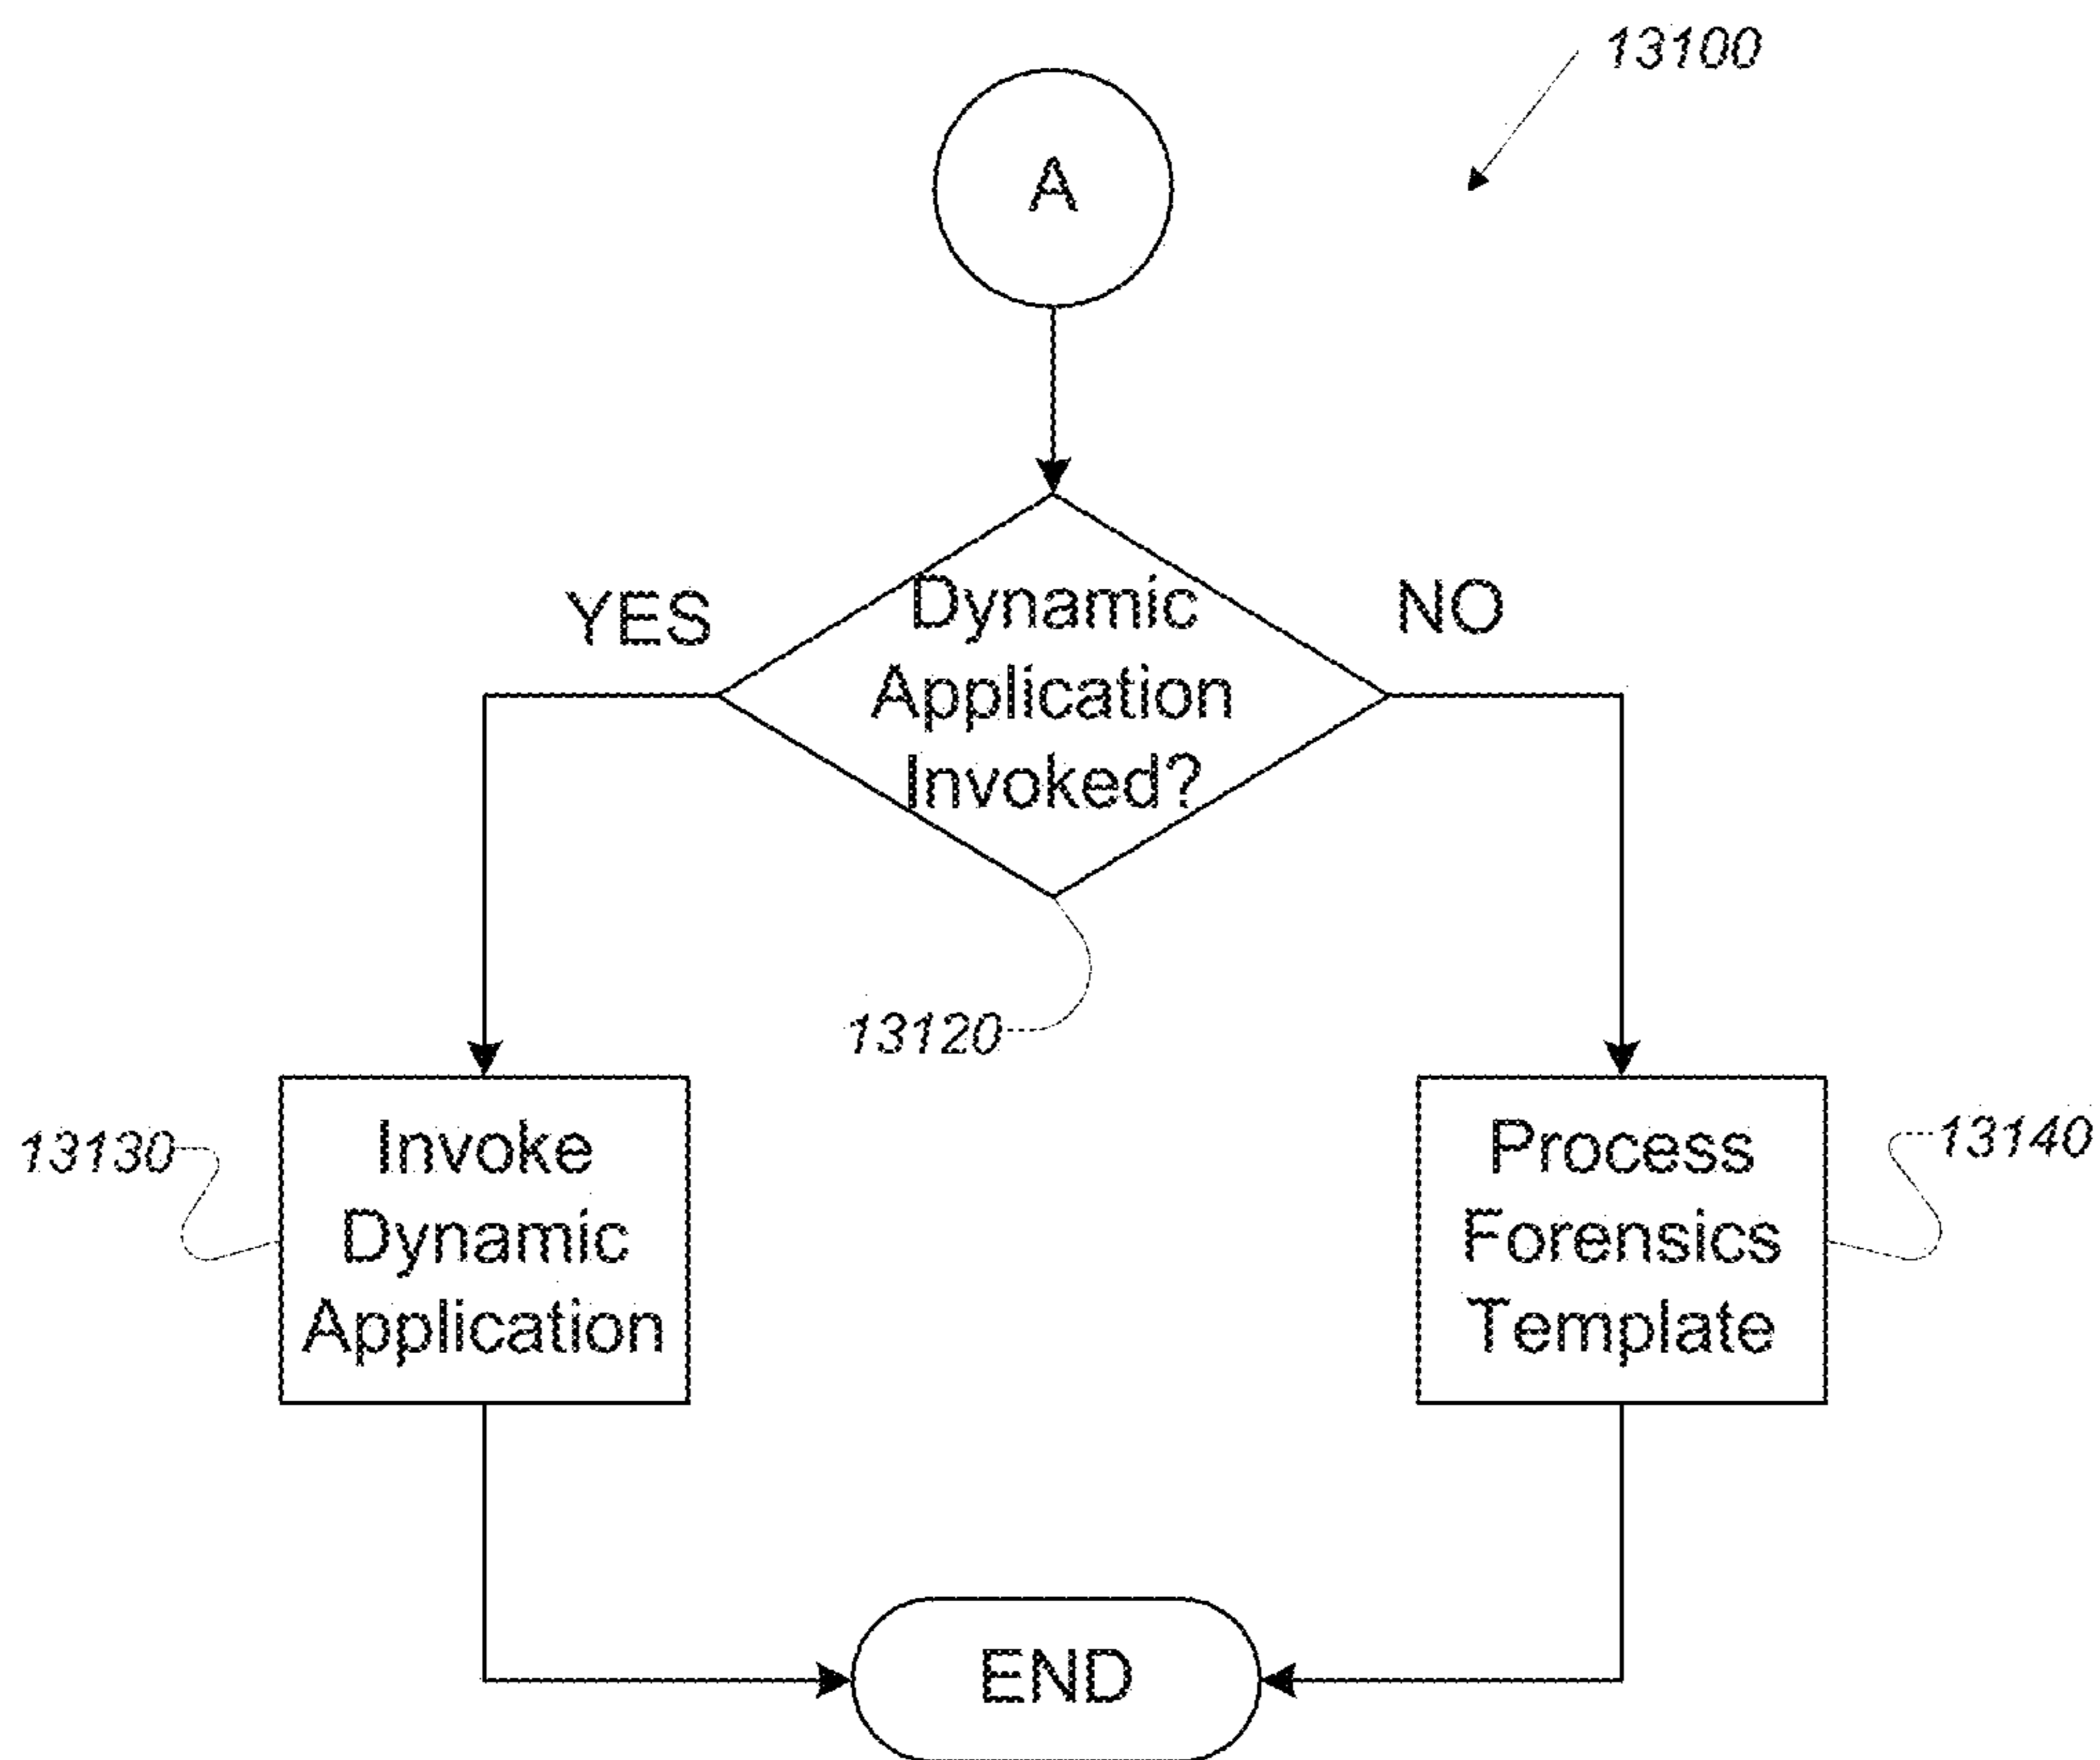 13100
A
YES
NO
Dynamic
Application
Invoked?
13120
13130
Invoke
Dynamic
Application
Process
Forensics
Template
13140
END